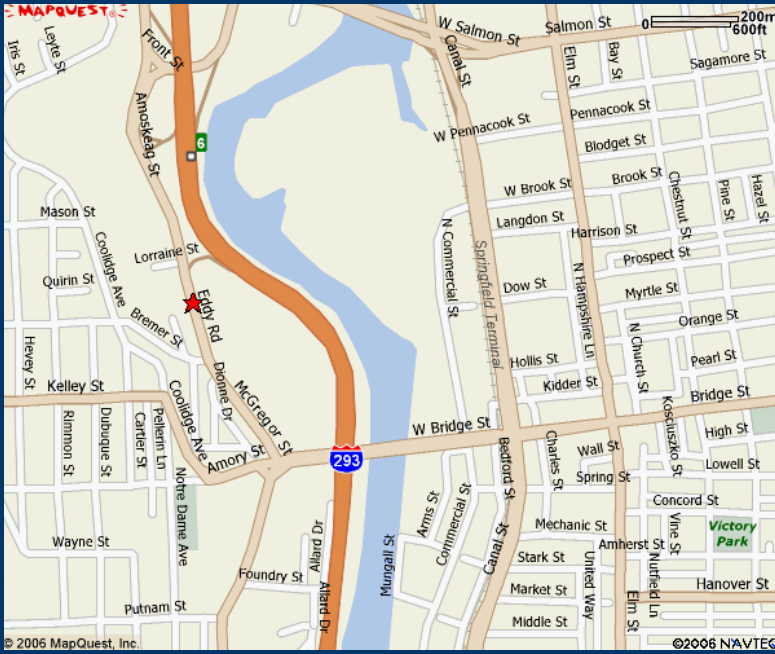 MAPQUEST
200m
600ft
Iris St
Leyte St
Front St
W Salmon St
Salmon St
Canal St
Elm St
Bay St
Sagamore St
Amoskeag St
6
W Pennacook St
Pennacook St
Blodget St
W Brook St
Brook St
Chestnut St
Pine St
Hazel St
Mason St
Coolidge Ave
Lorraine St
N Commercial St
Langdon St
Harrison St
Springfield Terminal
Prospect St
Quirin St
Eddy Rd
Dow St
N Hampshire Ln
Myrtle St
Bremer St
Orange St
N Church St
Hevey St
Hollis St
Pearl St
Dionne Dr
Kelley St
Coolidge Ave
McGregor St
Kidder St
Bridge St
W Bridge St
Rimmon St
Dubuque St
Cartier St
Pellerin Ln
Kosciuszko St
High St
Amory St
293
Bedford St
Charles St
Wall St
Lowell St
Spring St
Notre Dame Ave
Arms St
Commercial St
Concord St
Mechanic St
Amherst St
Vine St
Victory
Park
Wayne St
Allard Dr
Mungall St
Canal St
Stark St
United Way
Nutfield Ln
Foundry St
Allard Dr
Market St
Hanover St
Putnam St
Middle St
Elm St
© 2006 MapQuest, Inc.
©2006 NAVTEQ